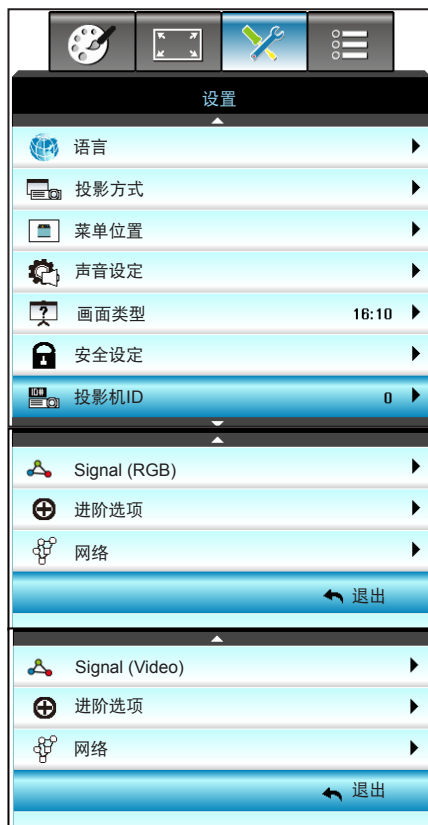 设置
语言
投影方式
菜单位置
声音设定
画面类型 16:10
安全设定
投影机ID 0
Signal (RGB)
进阶选项
网络
退出
Signal (Video)
进阶选项
网络
退出